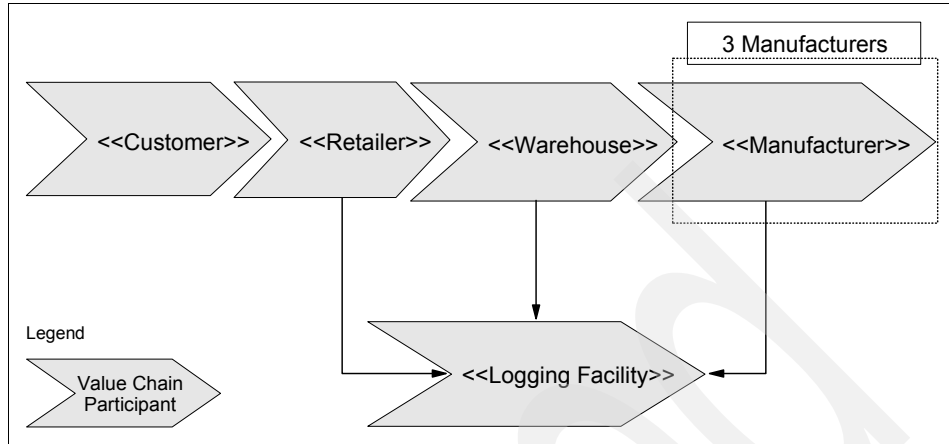 3 Manufacturers
<<Customer>>
<<Retailer>>
<<Warehouse>>
<<Manufacturer>>
<<Logging Facility>>
Legend
Value Chain
Participant